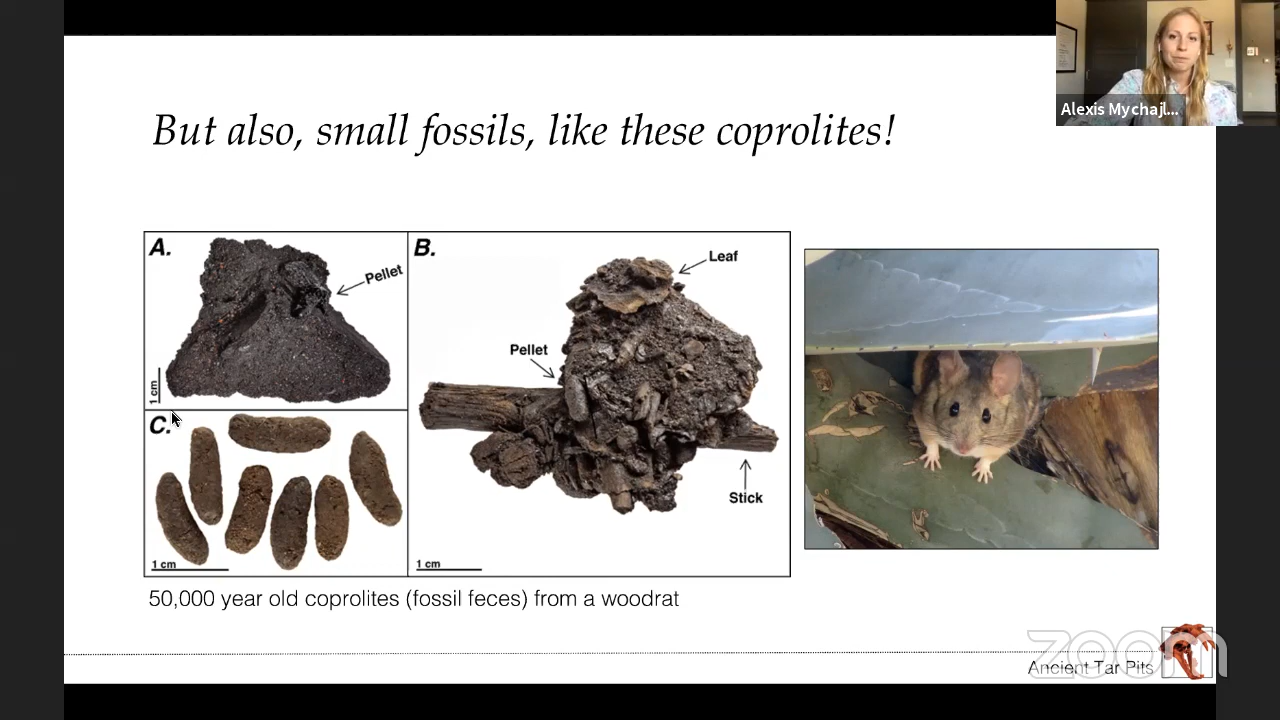 Alexis Mychajl...
But also, small fossils, like these coprolites!
A.
Pellet
1 cm
B.
Leaf
Pellet
Stick
1 cm
C.
1 cm
50,000 year old coprolites (fossil feces) from a woodrat
zoom
Ancient Tar Pits